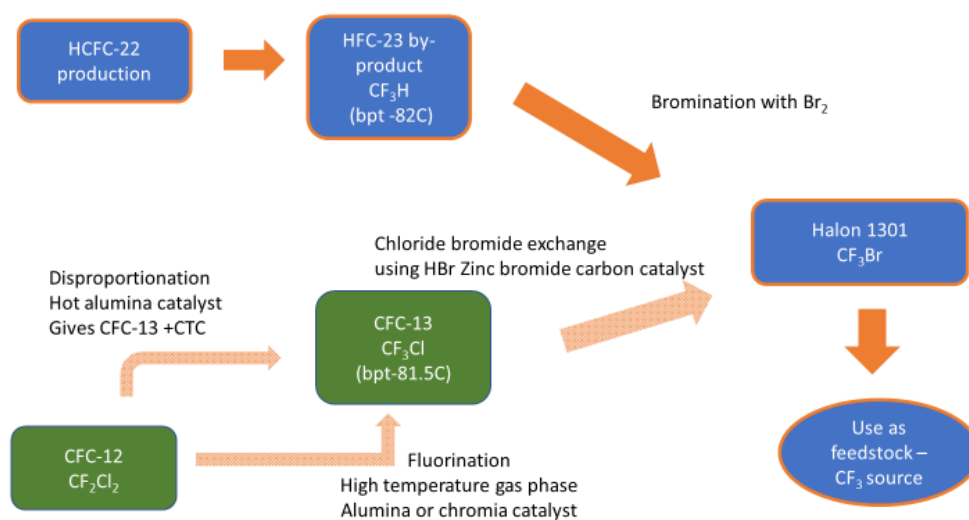 HCFC-22
production
HFC-23 by-
product
CF₃H
(bpt -82C)
Bromination with Br₂
Halon 1301
CF₃Br
Chloride bromide exchange
using HBr Zinc bromide carbon catalyst
Disproportionation
Hot alumina catalyst
Gives CFC-13 +CTC
CFC-13
CF₃Cl
(bpt-81.5C)
CFC-12
CF₂Cl₂
Fluorination
High temperature gas phase
Alumina or chromia catalyst
Use as
feedstock –
CF₃ source